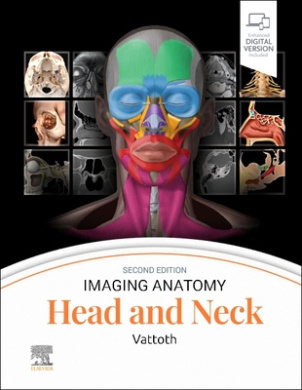 Enhanced
DIGITAL
VERSION
Included
SECOND EDITION
IMAGING ANATOMY
Head and Neck
Vattoth
ELSEVIER